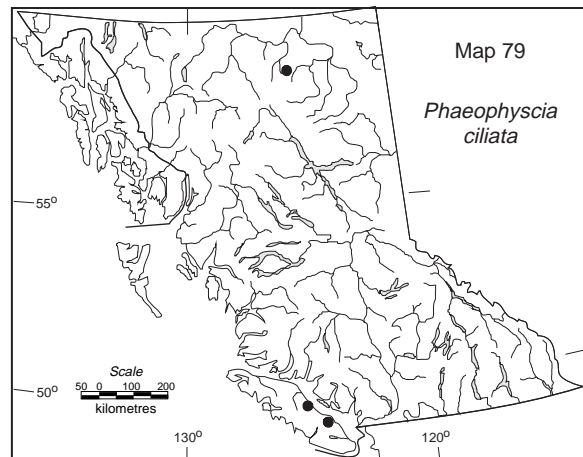 Map 79
Phaeophyscia
ciliata
55°
50°
Scale
50 0 100 200
kilometres
130°
120°